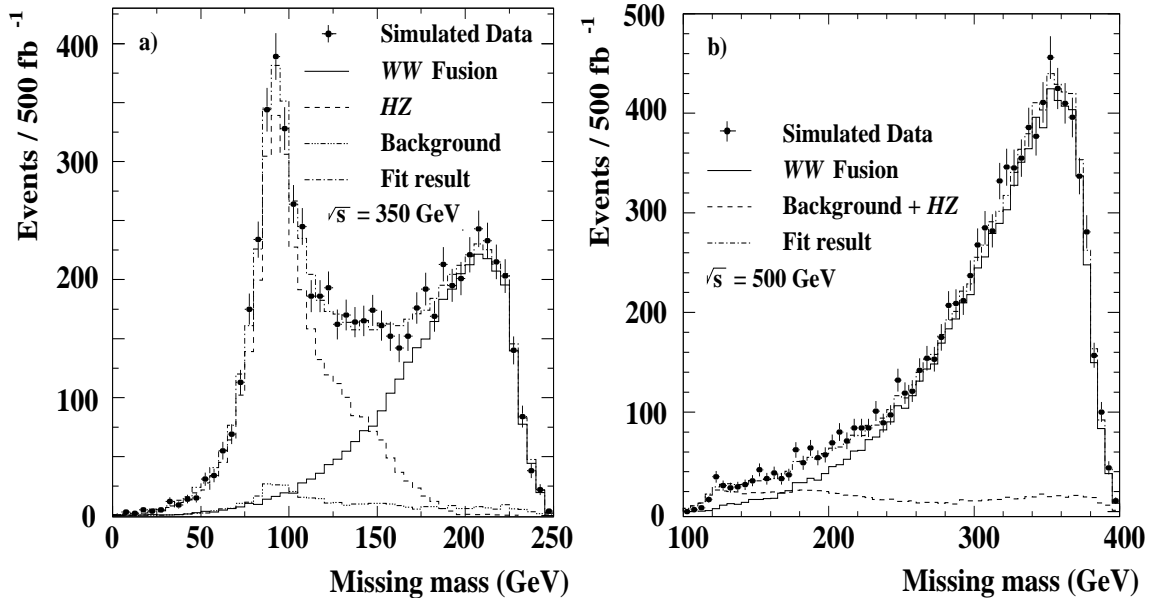 Events / 500 fb -1
a)
Simulated Data
WW Fusion
HZ
Background
Fit result
√s = 350 GeV
400
300
200
100
0
0 50 100 150 200 250
Missing mass (GeV)
Events / 500 fb -1
b)
Simulated Data
WW Fusion
Background + HZ
Fit result
√s = 500 GeV
500
400
300
200
100
0
100 200 300 400
Missing mass (GeV)